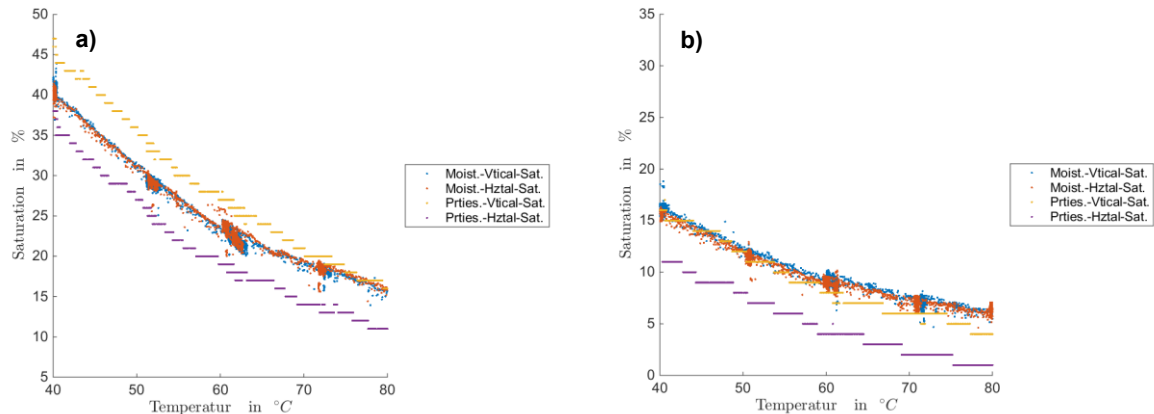 a)
50
45
40
35
30
25
20
15
10
5
Saturation in %
40 50 60 70 80
Temperatur in °C
Moist.-Vtical-Sat.
Moist.-Hztal-Sat.
Prties.-Vtical-Sat.
Prties.-Hztal-Sat.
b)
35
30
25
20
15
10
5
0
Saturation in %
40 50 60 70 80
Temperatur in °C
Moist.-Vtical-Sat.
Moist.-Hztal-Sat.
Prties.-Vtical-Sat.
Prties.-Hztal-Sat.